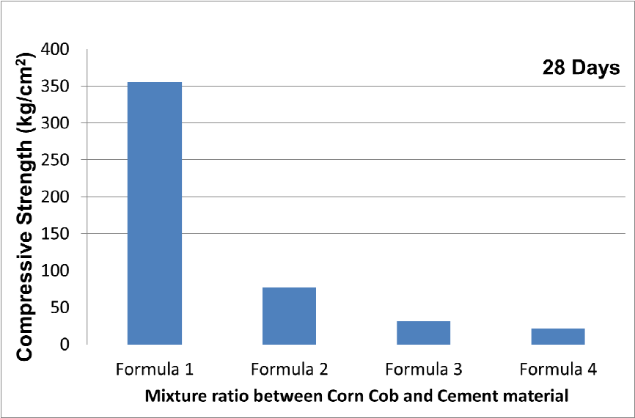 28 Days
Compressive Strength (kg/cm²)
400
350
300
250
200
150
100
50
0
Formula 1 Formula 2 Formula 3 Formula 4
Mixture ratio between Corn Cob and Cement material